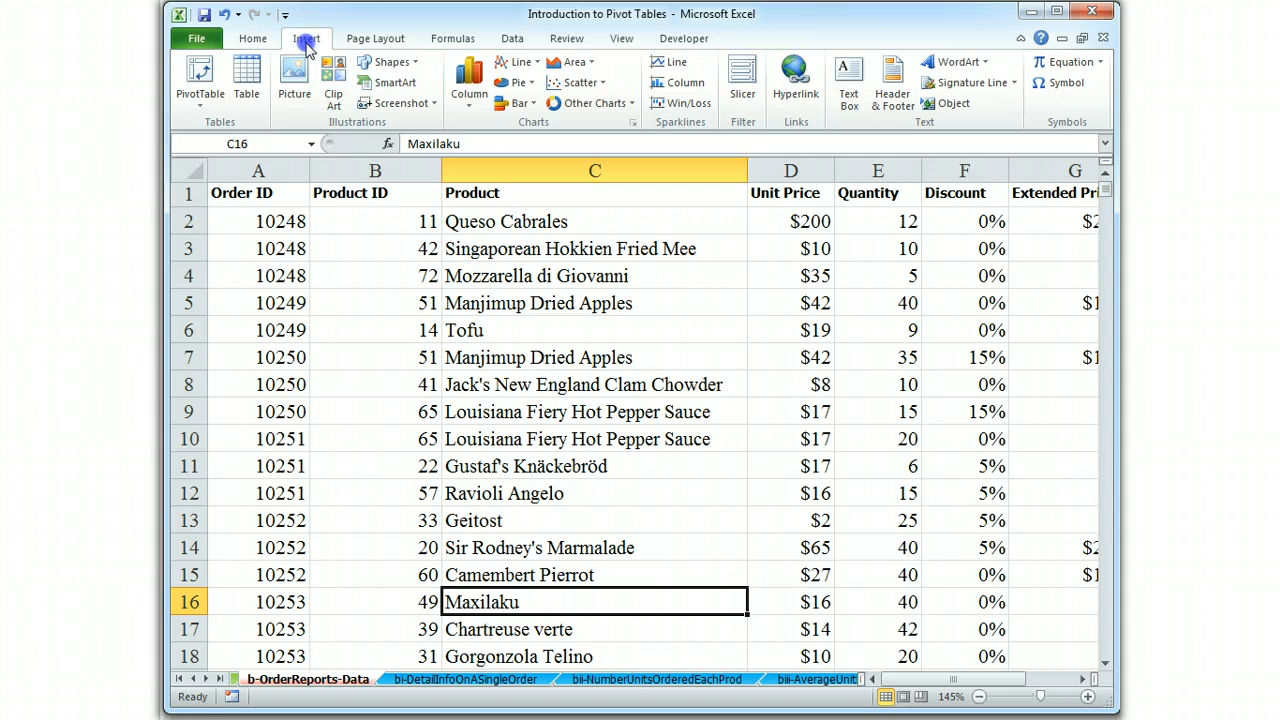 Introduction to Pivot Tables - Microsoft Excel
File Home Insert Page Layout Formulas Data Review View Developer
PivotTable Table Picture Clip Art Shapes SmartArt Screenshot Column Line Pie Bar Area Scatter Other Charts Line Column Win/Loss Slicer Hyperlink Text Box Header & Footer WordArt Signature Line Object Equation Symbol
Tables Illustrations Charts Sparklines Filter Links Text Symbols
C16 fx Maxilaku
A B C D E F G
1 Order ID Product ID Product Unit Price Quantity Discount Extended Pri
2 10248 11 Queso Cabrales $200 12 0% $2
3 10248 42 Singaporean Hokkien Fried Mee $10 10 0%
4 10248 72 Mozzarella di Giovanni $35 5 0%
5 10249 51 Manjimup Dried Apples $42 40 0% $1
6 10249 14 Tofu $19 9 0%
7 10250 51 Manjimup Dried Apples $42 35 15% $1
8 10250 41 Jack's New England Clam Chowder $8 10 0%
9 10250 65 Louisiana Fiery Hot Pepper Sauce $17 15 15%
10 10251 65 Louisiana Fiery Hot Pepper Sauce $17 20 0%
11 10251 22 Gustaf's Knäckebröd $17 6 5%
12 10251 57 Ravioli Angelo $16 15 5%
13 10252 33 Geitost $2 25 5%
14 10252 20 Sir Rodney's Marmalade $65 40 5% $2
15 10252 60 Camembert Pierrot $27 40 0% $1
16 10253 49 Maxilaku $16 40 0%
17 10253 39 Chartreuse verte $14 42 0%
18 10253 31 Gorgonzola Telino $10 20 0%
b-OrderReports-Data bi-DetailInfoOnASingleOrder bii-NumberUnitsOrderedEachProd biii-AverageUnit
Ready 145%